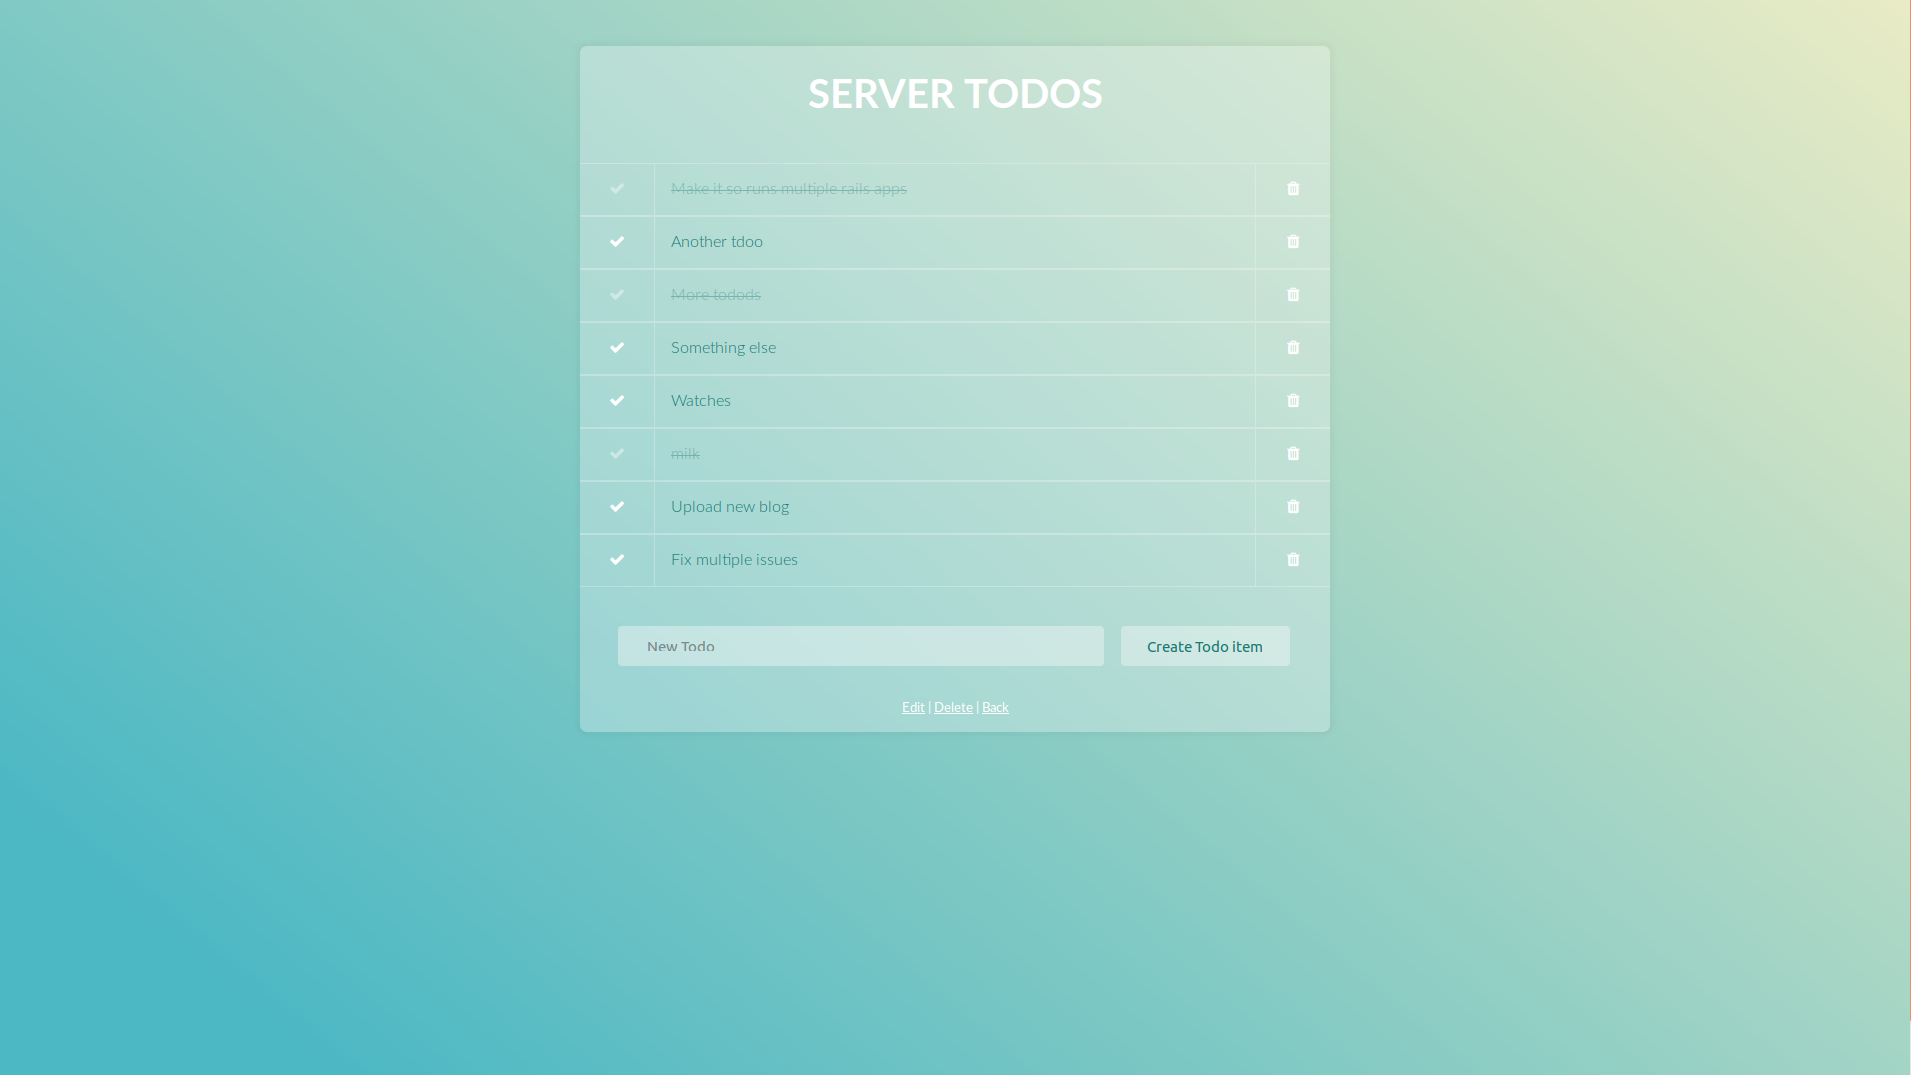 SERVER TODOS
Make it so runs multiple rails apps
Another tdoo
More todods
Something else
Watches
milk
Upload new blog
Fix multiple issues
New Todo Create Todo item
Edit | Delete | Back